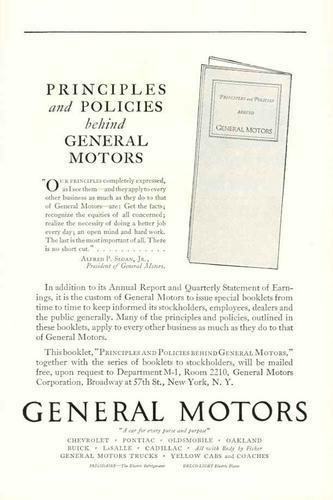 PRINCIPLES
and POLICIES
behind
GENERAL
MOTORS
"OUR PRINCIPLES completely expressed,
as I see them—and they apply to every
other business as much as they do to that
of General Motors—are: Get the facts;
recognize the equities of all concerned;
realize the necessity of doing a better job
every day; an open mind and hard work.
The last is the most important of all. There
is no short cut."
ALFRED P. SLOAN, JR.,
President of General Motors.
PRINCIPLES and POLICIES
BEHIND
GENERAL MOTORS
In addition to its Annual Report and Quarterly Statement of Earn-
ings, it is the custom of General Motors to issue special booklets from
time to time to keep informed its stockholders, employees, dealers and
the public generally. Many of the principles and policies, outlined in
these booklets, apply to every other business as much as they do that of
General Motors.
This booklet, "PRINCIPLES AND POLICIES BEHIND GENERAL MOTORS,"
together with the series of booklets to stockholders, will be mailed
free, upon request to Department M-1, Room 2210, General Motors
Corporation, Broadway at 57th St., New York, N. Y.
GENERAL MOTORS
"A car for every purse and purpose"
CHEVROLET · PONTIAC · OLDSMOBILE · OAKLAND
BUICK · LASALLE · CADILLAC · All with Body by Fisher
GENERAL MOTORS TRUCKS · YELLOW CABS and COACHES
FRIGIDAIRE—The Electric Refrigerator DELCO-LIGHT Electric Plants